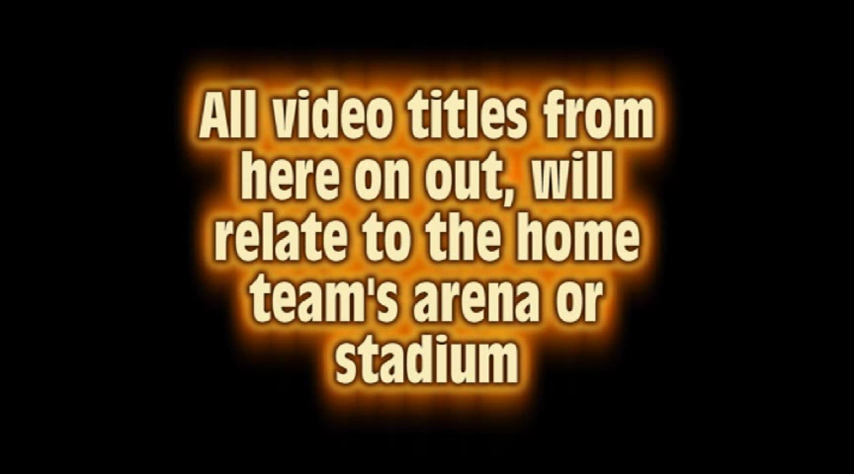 All video titles from
here on out, will
relate to the home
team's arena or
stadium